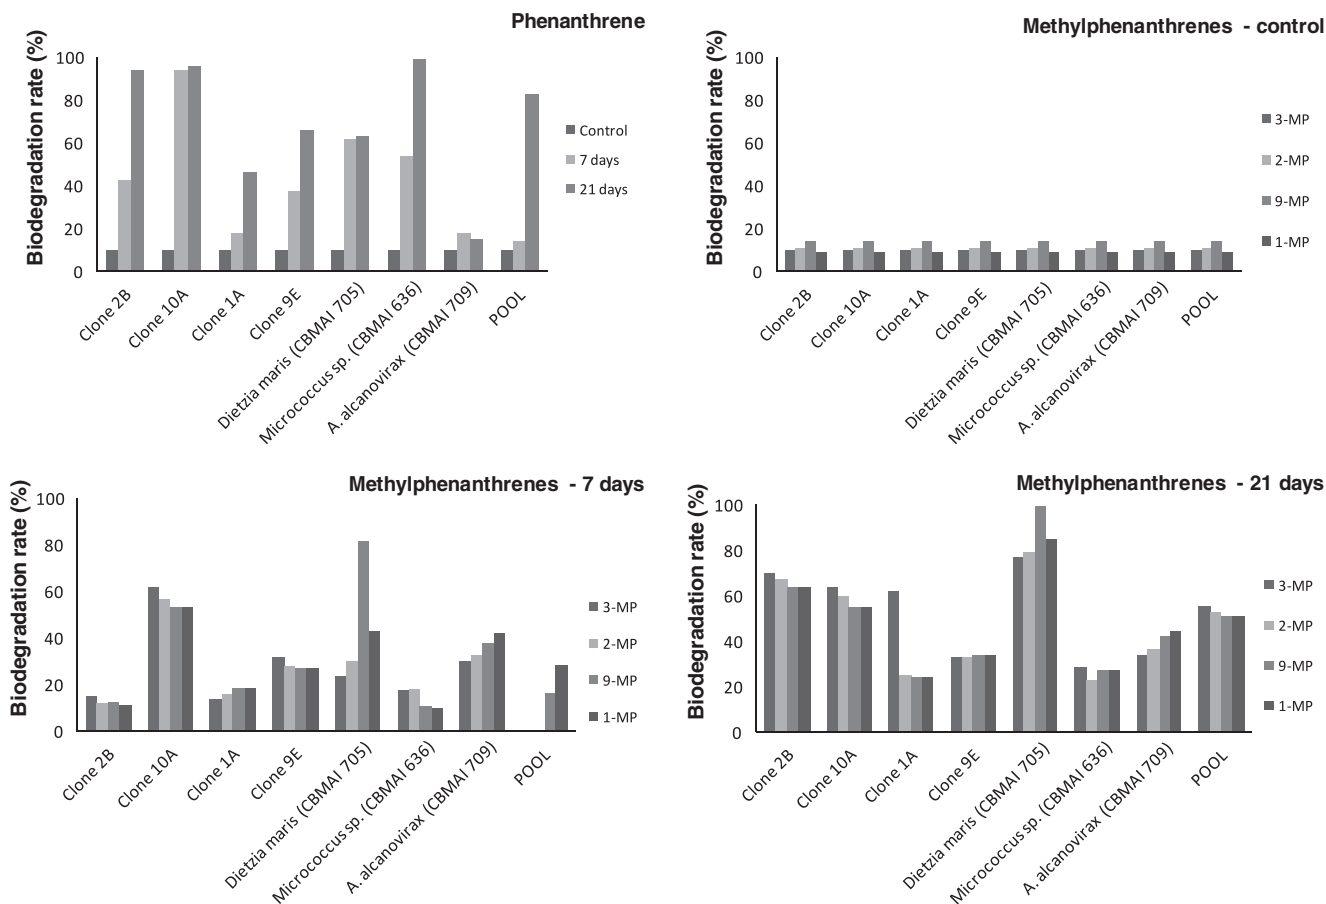 Phenanthrene
Biodegradation rate (%)
100
80
60
40
20
0
Control
7 days
21 days
Clone 2B
Clone 10A
Clone 1A
Clone 9E
Dietzia maris (CBMAI 705)
Micrococcus sp. (CBMAI 636)
A. alcanovirax (CBMAI 709)
POOL
Methylphenanthrenes - control
Biodegradation rate (%)
100
80
60
40
20
0
3-MP
2-MP
9-MP
1-MP
Clone 2B
Clone 10A
Clone 1A
Clone 9E
Dietzia maris (CBMAI 705)
Micrococcus sp. (CBMAI 636)
A. alcanovirax (CBMAI 709)
POOL
Methylphenanthrenes - 7 days
Biodegradation rate (%)
100
80
60
40
20
0
3-MP
2-MP
9-MP
1-MP
Clone 2B
Clone 10A
Clone 1A
Clone 9E
Dietzia maris (CBMAI 705)
Micrococcus sp. (CBMAI 636)
A. alcanovirax (CBMAI 709)
POOL
Methylphenanthrenes - 21 days
Biodegradation rate (%)
100
80
60
40
20
0
3-MP
2-MP
9-MP
1-MP
Clone 2B
Clone 10A
Clone 1A
Clone 9E
Dietzia maris (CBMAI 705)
Micrococcus sp. (CBMAI 636)
A. alcanovirax (CBMAI 709)
POOL